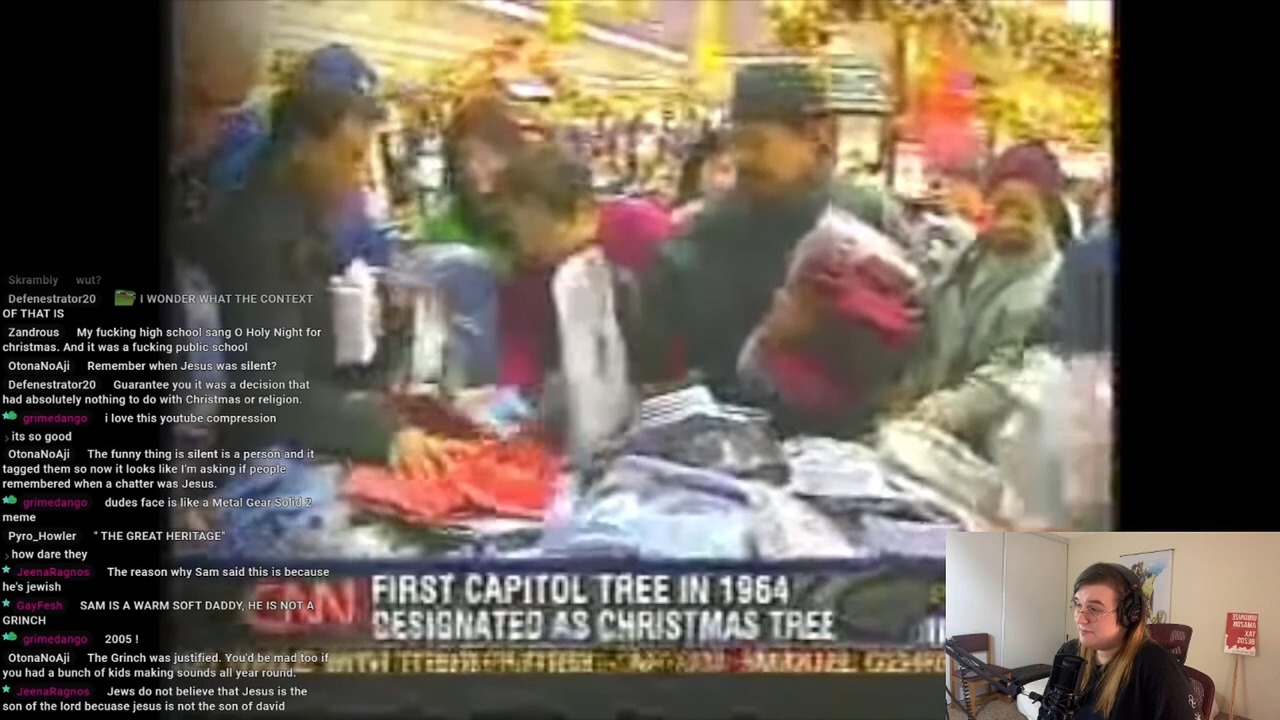 Skrambly wut?
Defenestrator20 I WONDER WHAT THE CONTEXT
OF THAT IS
Zandrous My fucking high school sang O Holy Night for
christmas. And it was a fucking public school
OtonaNoAji Remember when Jesus was silent?
Defenestrator20 Guarantee you it was a decision that
had absolutely nothing to do with Christmas or religion.
grimedango i love this youtube compression
its so good
OtonaNoAji The funny thing is silent is a person and it
tagged them so now it looks like I'm asking if people
remembered when a chatter was Jesus.
grimedango dudes face is like a Metal Gear Solid 2
meme
Pyro_Howler " THE GREAT HERITAGE"
how dare they
JeenaRagnos The reason why Sam said this is because
he's jewish
GayFesh SAM IS A WARM SOFT DADDY, HE IS NOT A
GRINCH
grimedango 2005 !
OtonaNoAji The Grinch was justified. You'd be mad too if
you had a bunch of kids making sounds all year round.
JeenaRagnos Jews do not believe that Jesus is the
son of the lord becuase jesus is not the son of david
CNN
FIRST CAPITOL TREE IN 1964
DESIGNATED AS CHRISTMAS TREE